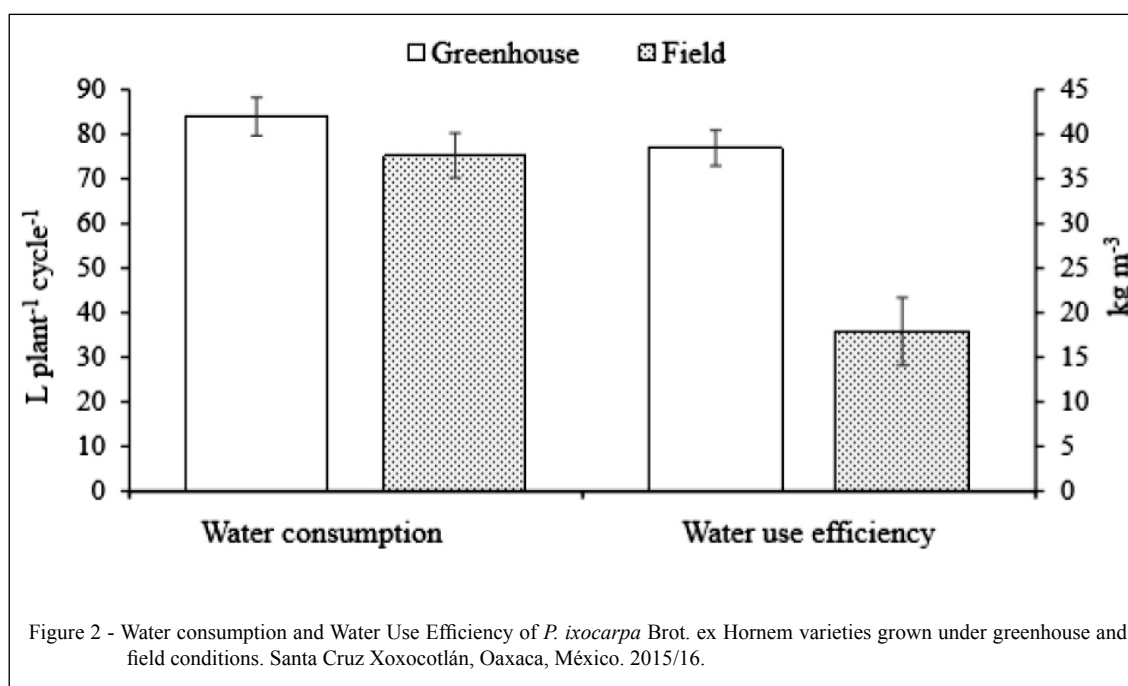 Greenhouse Field
90 45
80 40
70 35
60 30
50 25
40 20
30 15
20 10
10 5
0 0
L plant⁻¹ cycle⁻¹
kg m⁻³
Water consumption Water use efficiency
Figure 2 - Water consumption and Water Use Efficiency of P. ixocarpa Brot. ex Hornem varieties grown under greenhouse and
field conditions. Santa Cruz Xoxocotlán, Oaxaca, México. 2015/16.